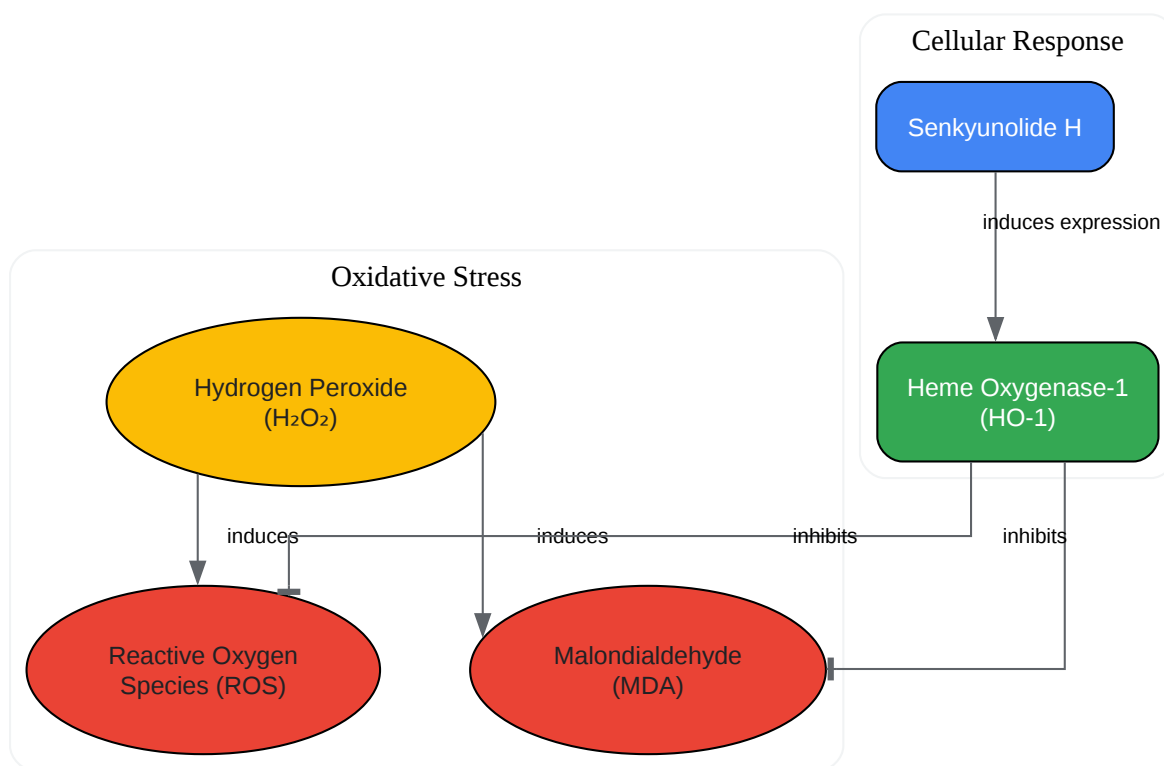 Cellular Response
Senkyunolide H
induces expression
Oxidative Stress
Hydrogen Peroxide
(H₂O₂)
Heme Oxygenase-1
(HO-1)
induces
induces
inhibits
inhibits
Reactive Oxygen
Species (ROS)
Malondialdehyde
(MDA)